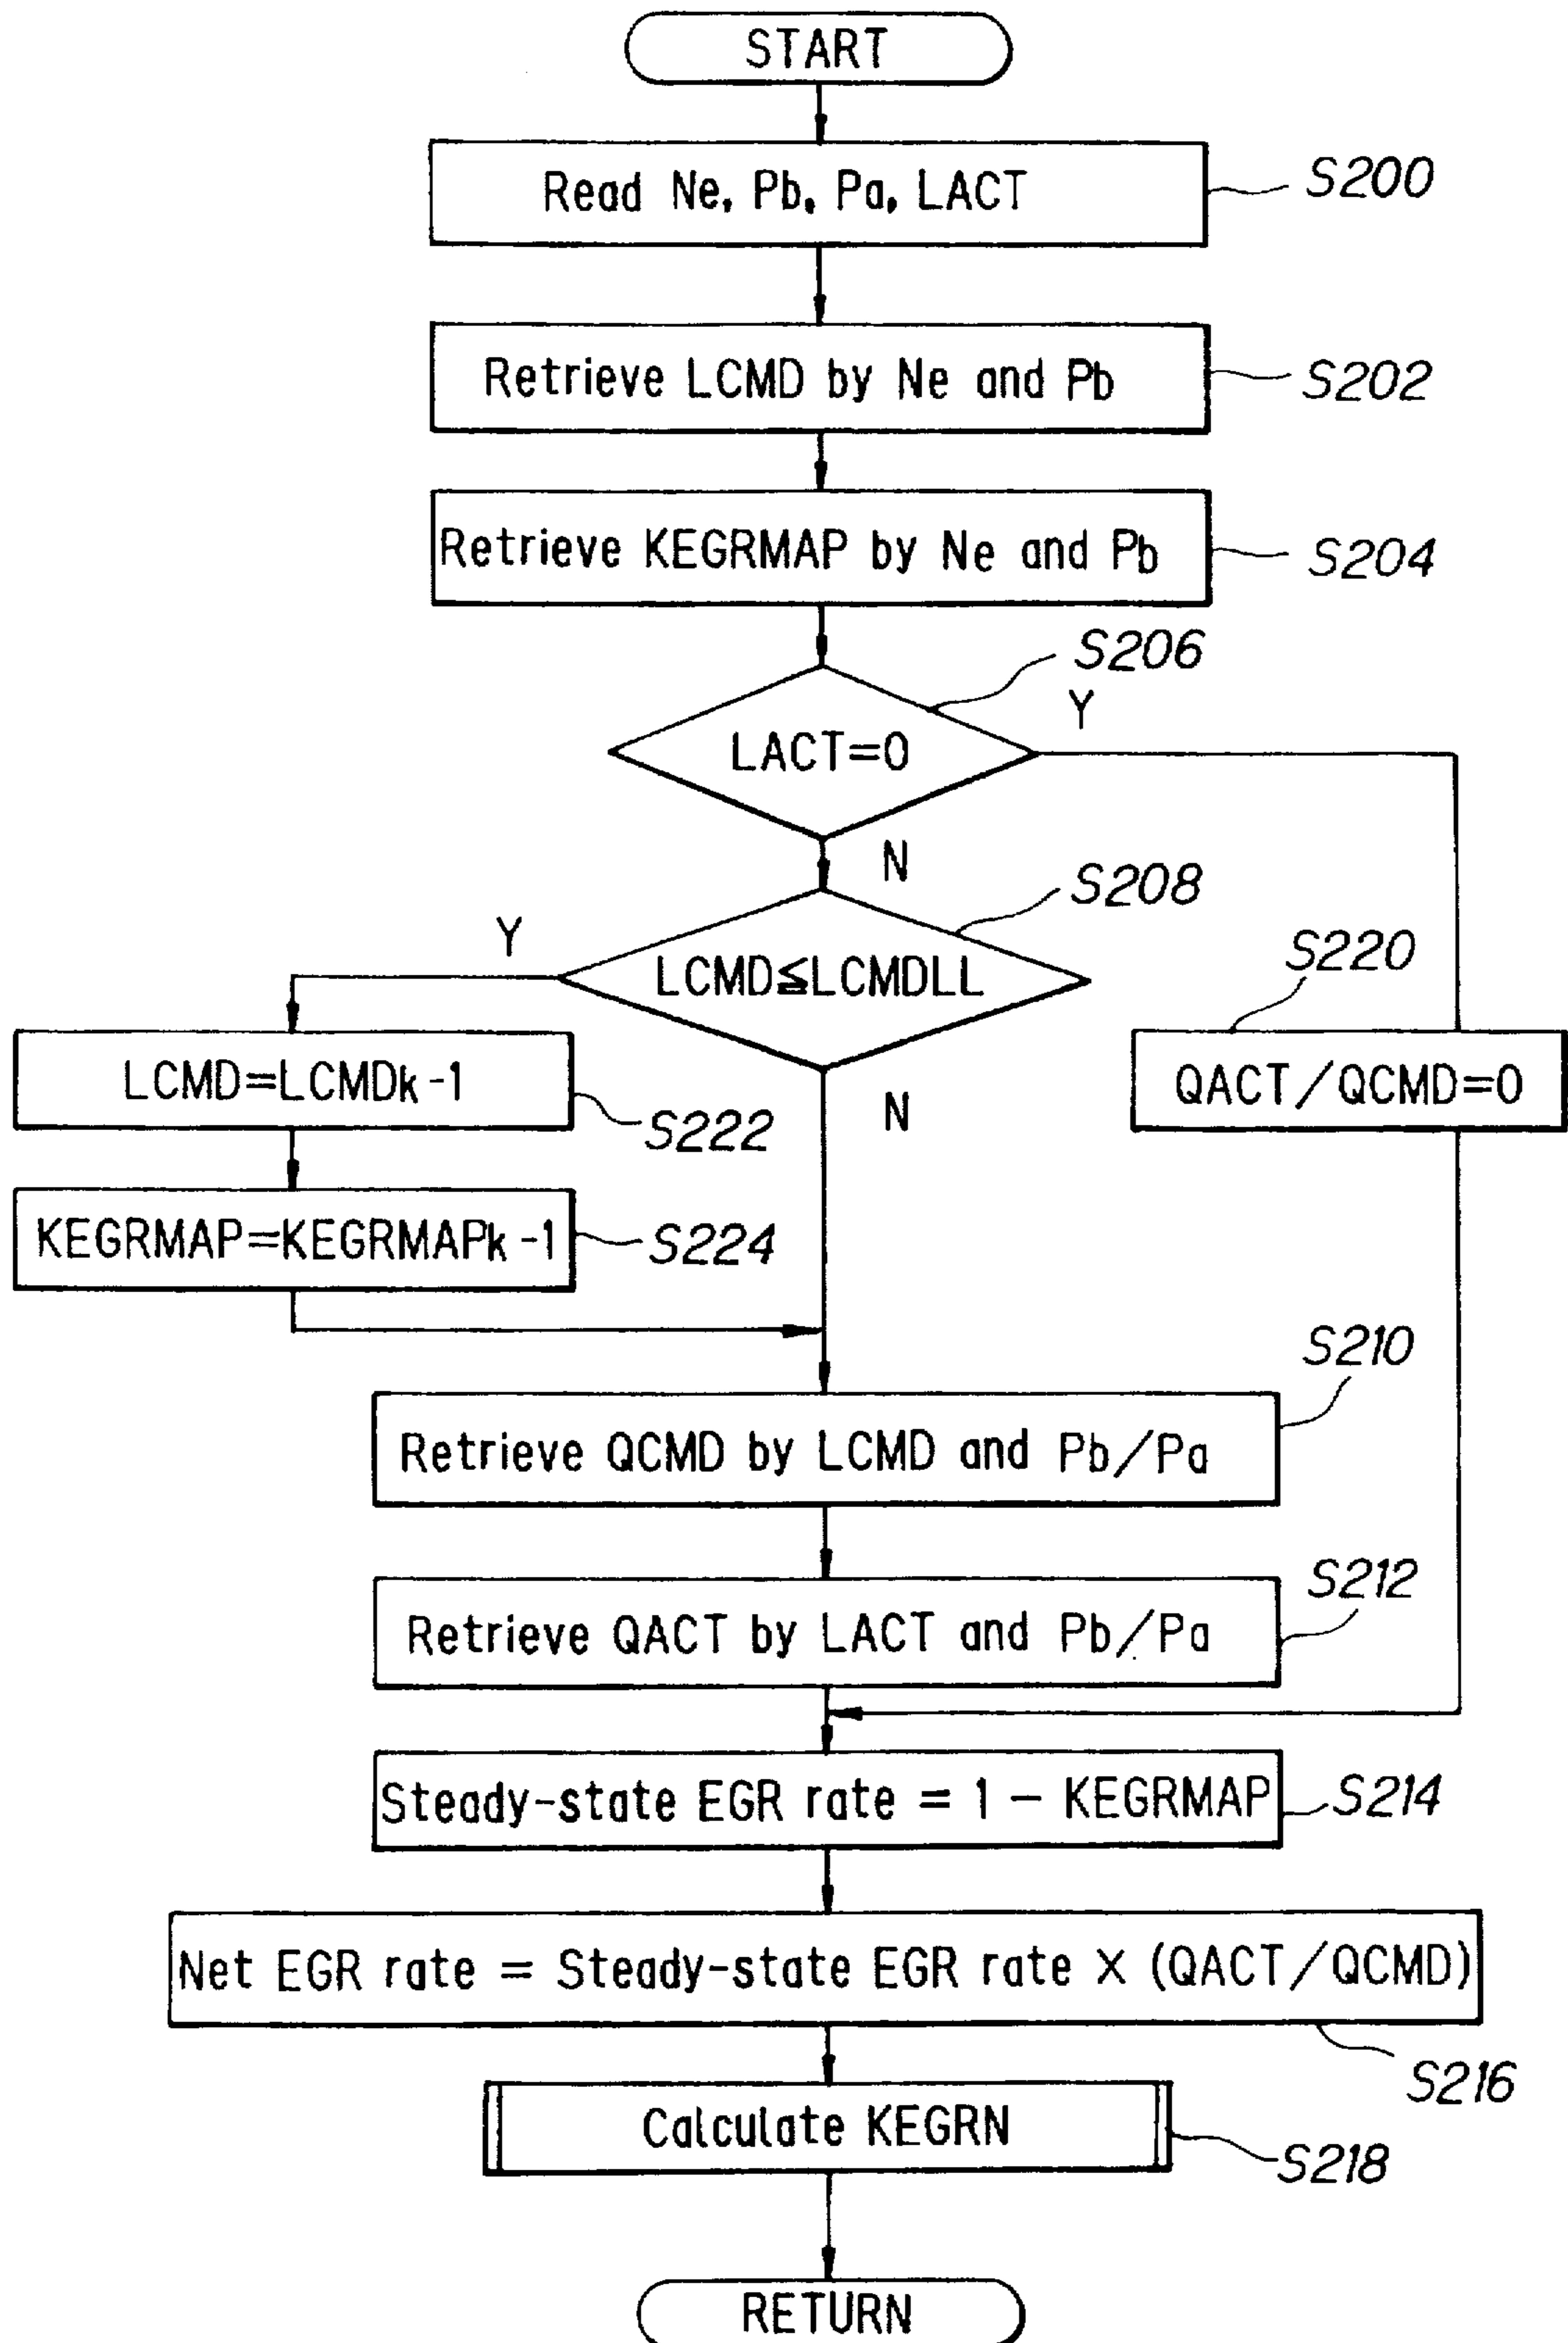 START
Read Ne, Pb, Pa, LACT
S200
Retrieve LCMD by Ne and Pb
S202
Retrieve KEGRMAP by Ne and Pb
S204
S206
LACT=0
Y
N
S208
LCMD≦LCMDLL
Y
N
S220
QACT/QCMD=0
LCMD=LCMDk-1
S222
KEGRMAP=KEGRMAPk-1
S224
S210
Retrieve QCMD by LCMD and Pb/Pa
S212
Retrieve QACT by LACT and Pb/Pa
Steady-state EGR rate = 1 − KEGRMAP
S214
Net EGR rate = Steady-state EGR rate × (QACT/QCMD)
S216
Calculate KEGRN
S218
RETURN